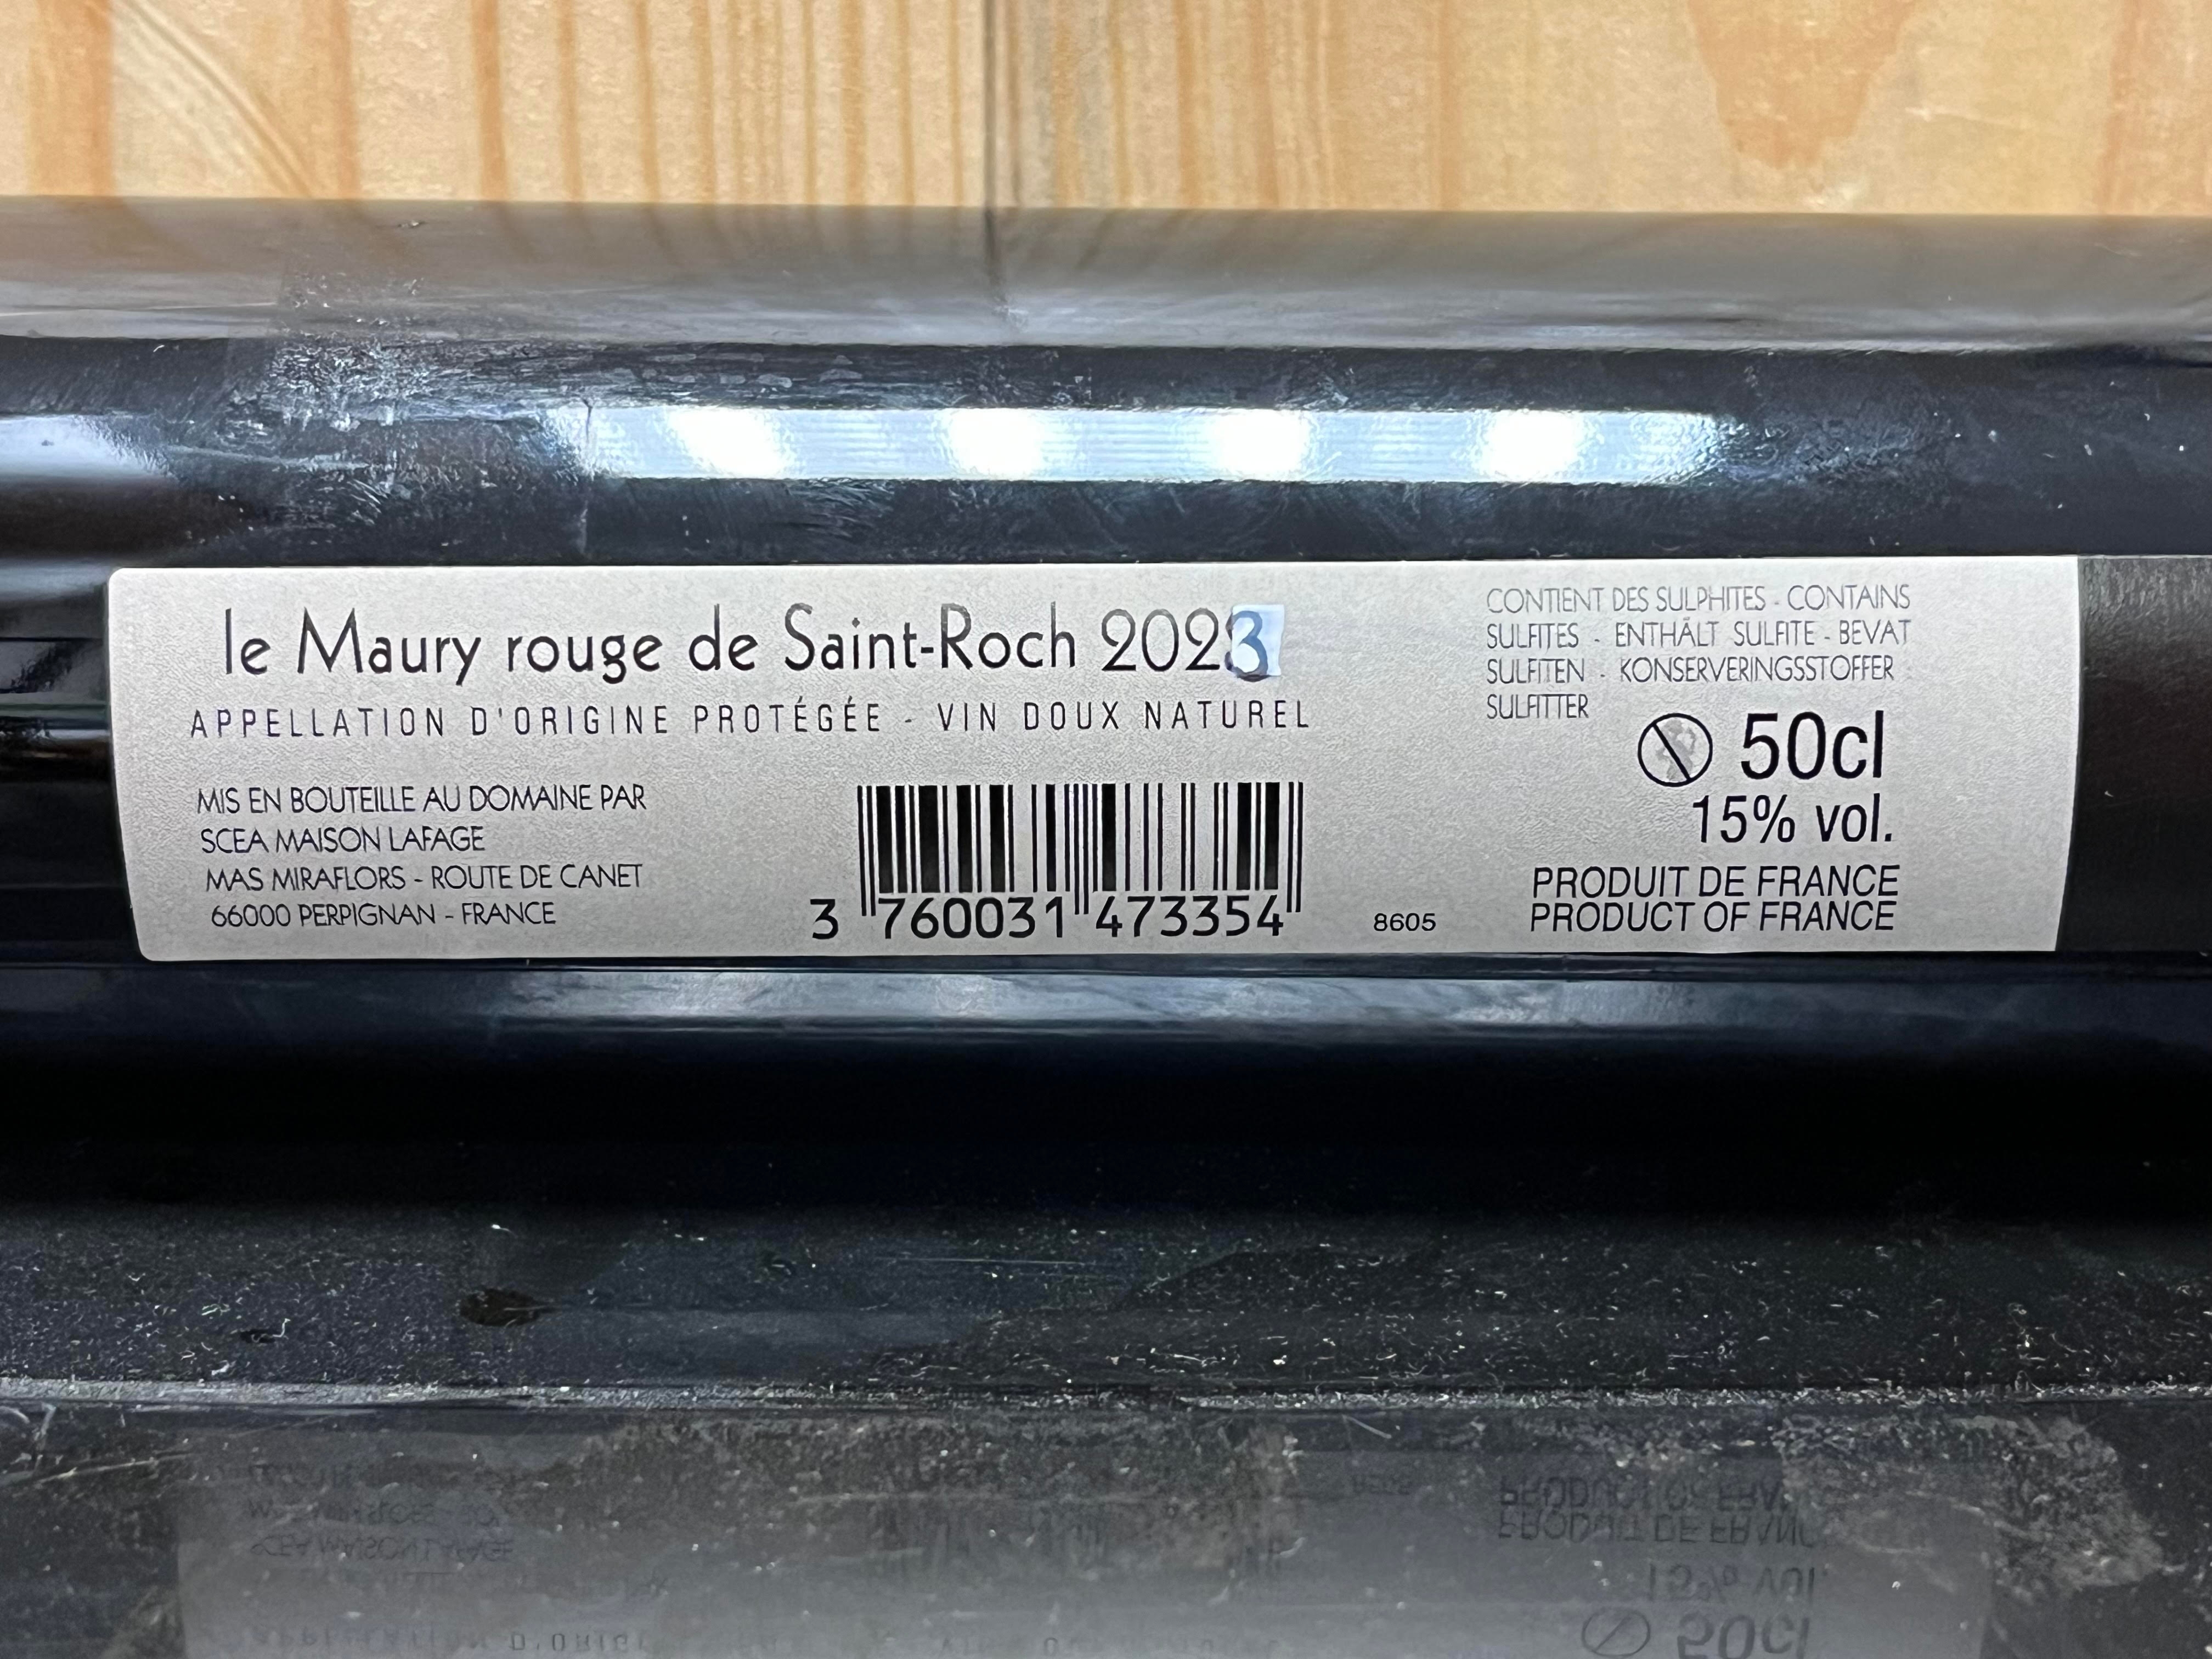 le Maury rouge de Saint-Roch 2023
APPELLATION D'ORIGINE PROTÉGÉE - VIN DOUX NATUREL
MIS EN BOUTEILLE AU DOMAINE PAR
SCEA MAISON LAFAGE
MAS MIRAFLORS - ROUTE DE CANET
66000 PERPIGNAN - FRANCE
3 760031 473354
8605
CONTIENT DES SULPHITES - CONTAINS
SULFITES - ENTHÄLT SULFITE - BEVAT
SULFITEN - KONSERVERINGSSTOFFER :
SULFITTER
50cl
15% vol.
PRODUIT DE FRANCE
PRODUCT OF FRANCE